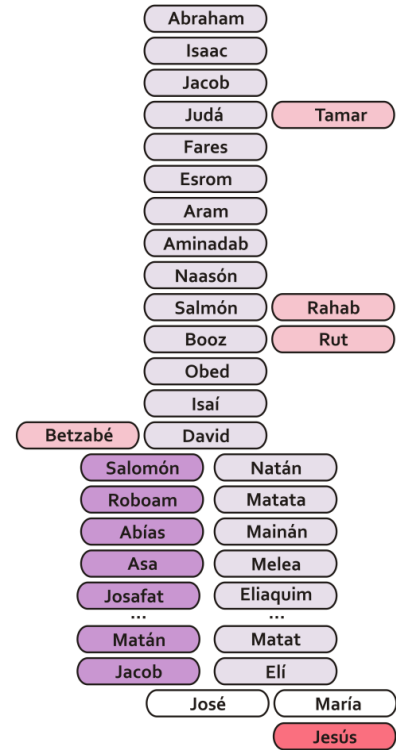 Abraham
Isaac
Jacob
Judá Tamar
Fares
Esrom
Aram
Aminadab
Naasón
Salmón Rahab
Booz Rut
Obed
Isaí
Betzabé David
Salomón Natán
Roboam Matata
Abías Mainán
Asa Melea
Josafat Eliaquim
... ...
Matán Matat
Jacob Elí
José María
Jesús